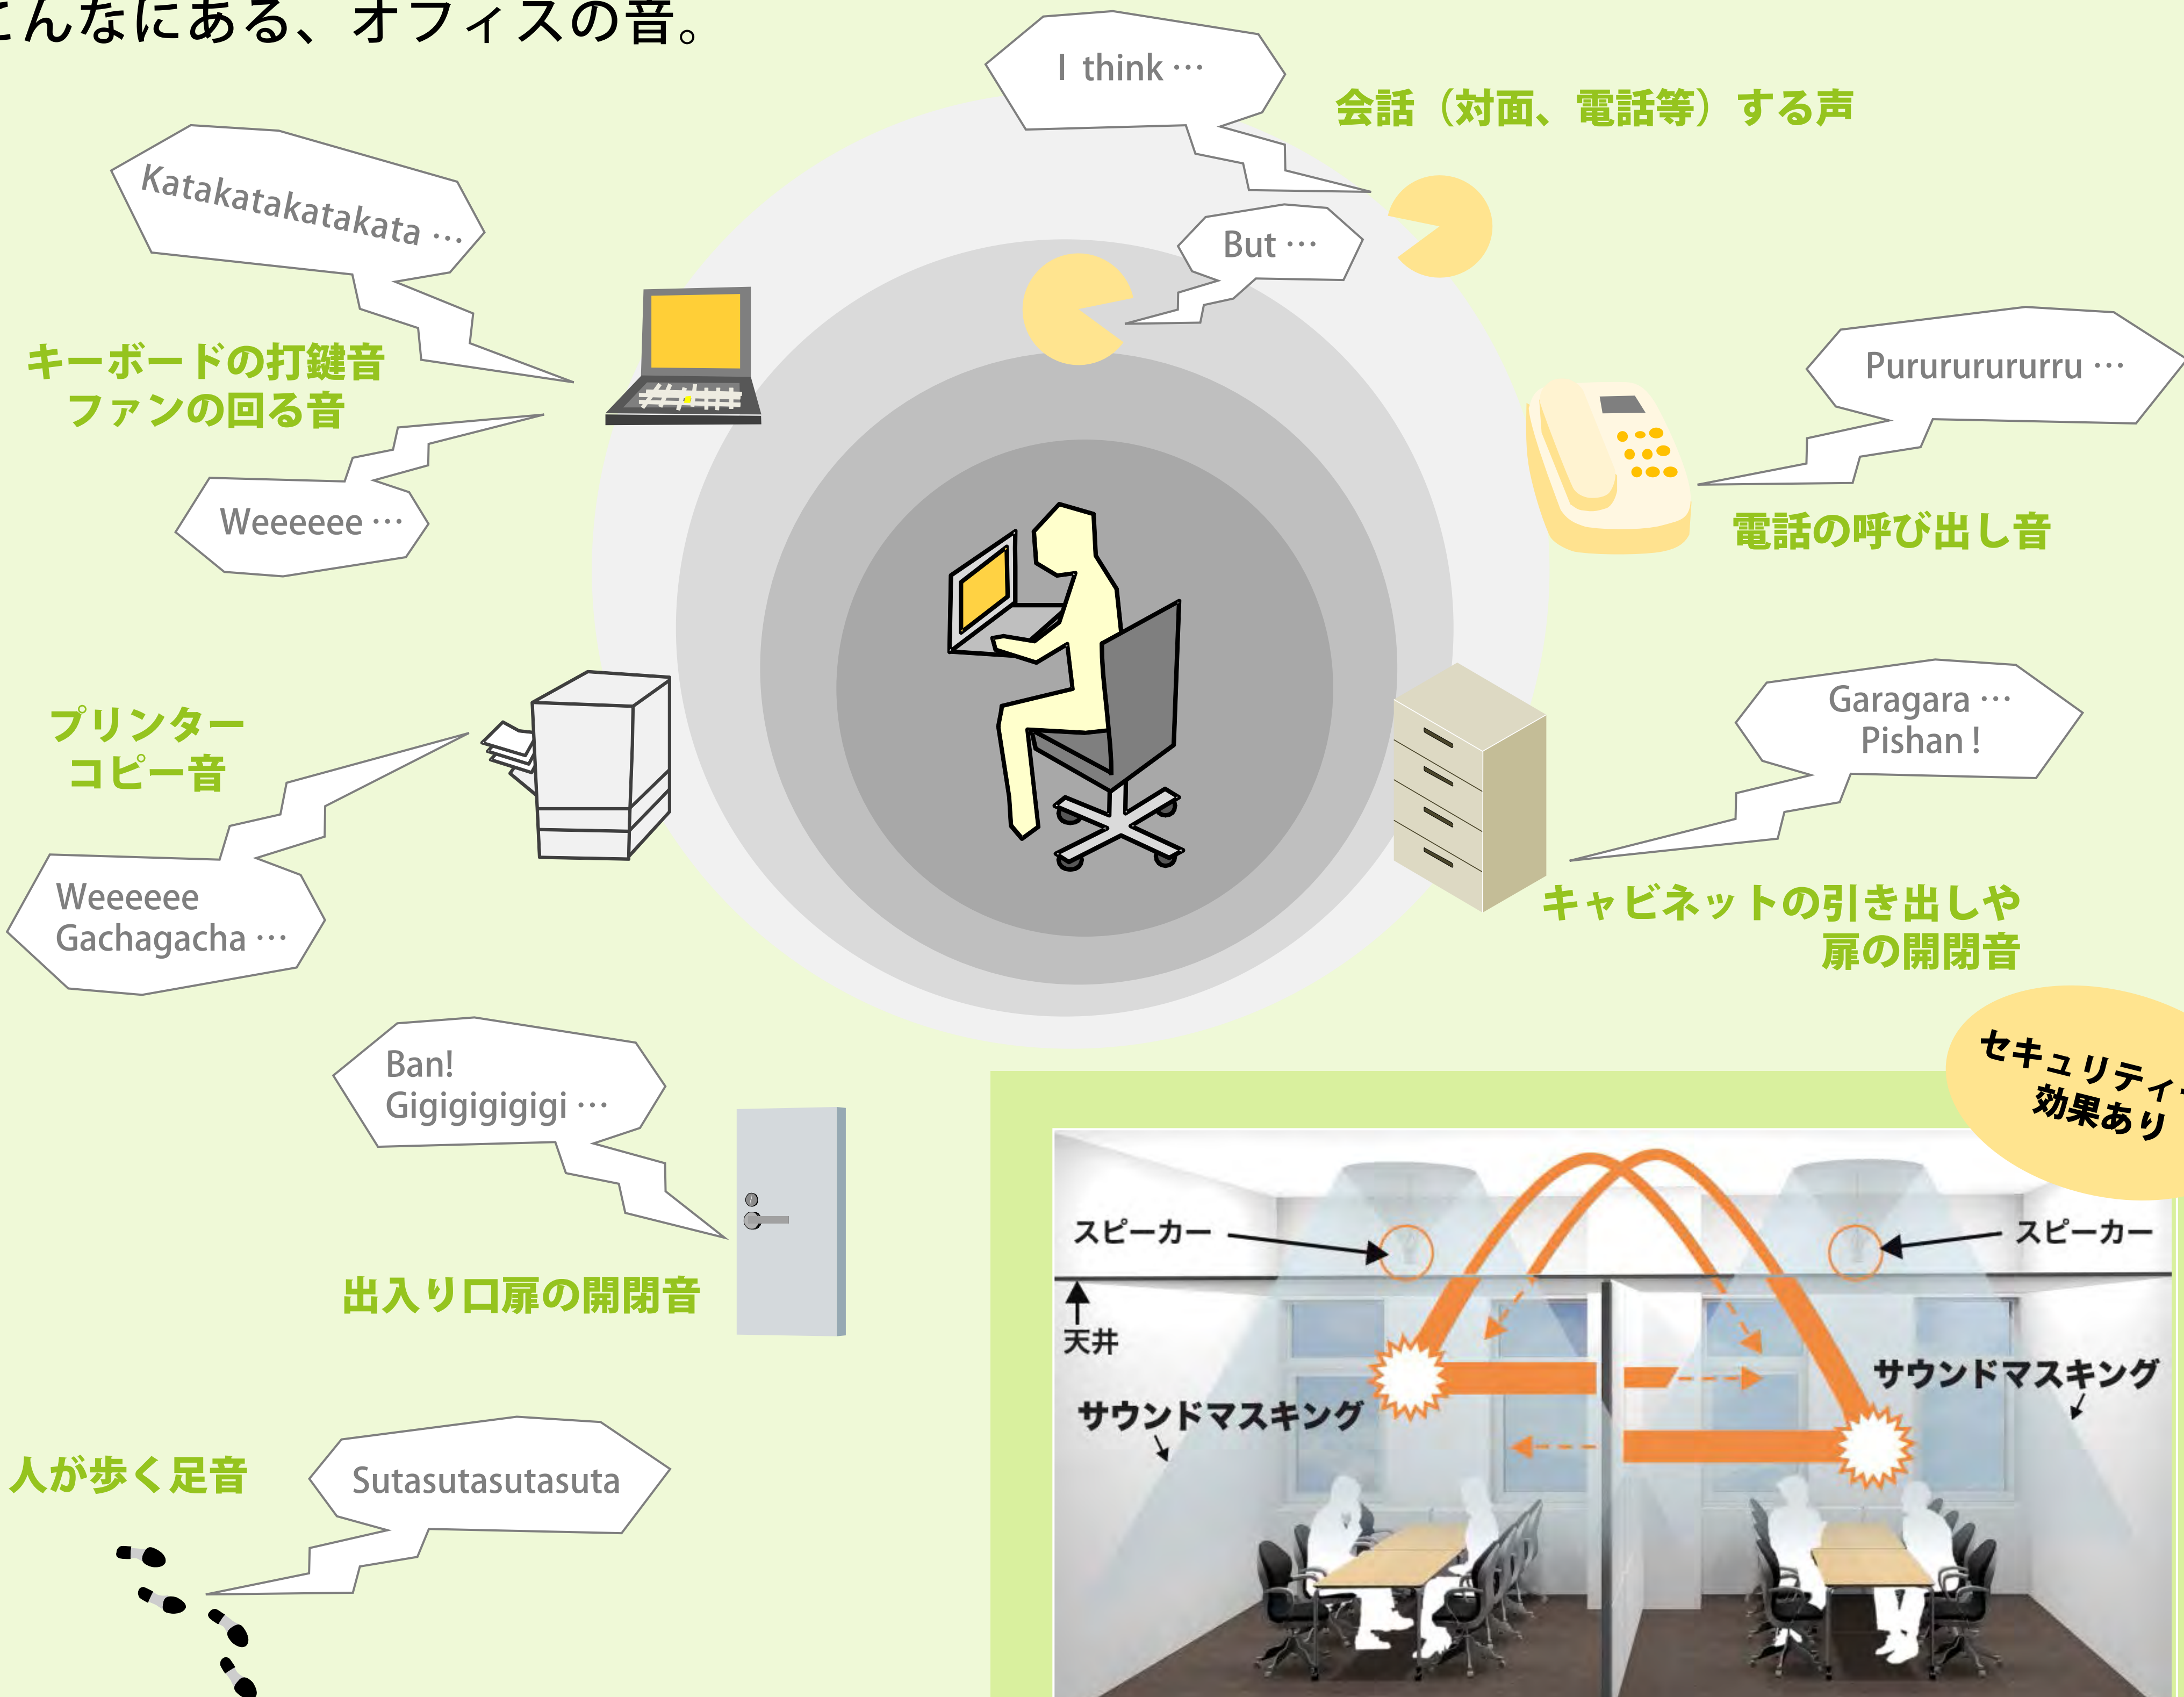 こんなにある、オフィスの音。
I think …
会話（対面、電話等）する声
Katakatakatakata …
But …
キーボードの打鍵音
ファンの回る音
Purururururru …
Weeeeee …
電話の呼び出し音
プリンター
コピー音
Garagara …
Pishan !
Weeeeee
Gachagacha …
キャビネットの引き出しや
扉の開閉音
Ban!
Gigigigigigi …
出入り口扉の開閉音
人が歩く足音
Sutasutasutasuta
セキュリティー
効果あり
スピーカー
スピーカー
天井
サウンドマスキング
サウンドマスキング